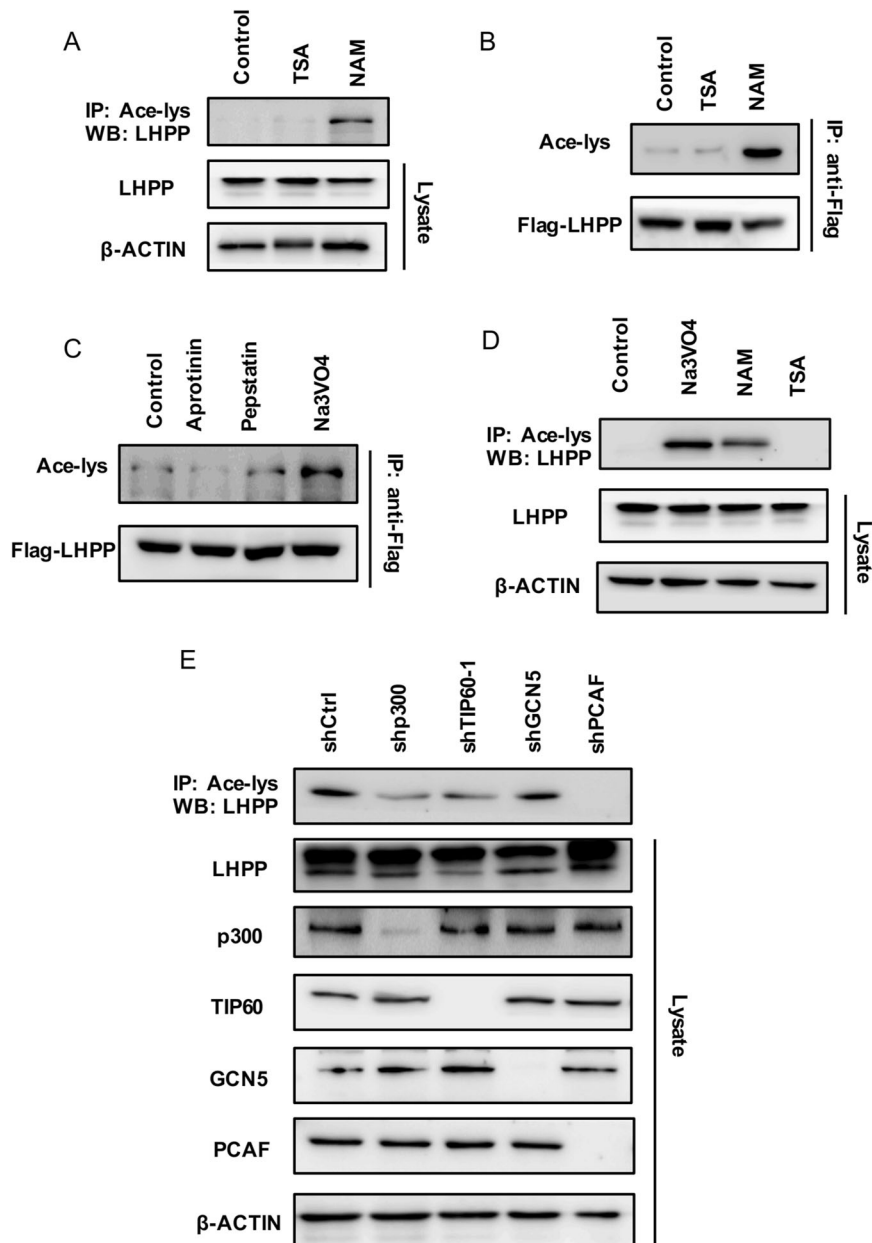 A
Control
TSA
NAM
IP: Ace-lys
WB: LHPP
LHPP
β-ACTIN
Lysate
B
Control
TSA
NAM
Ace-lys
Flag-LHPP
IP: anti-Flag
C
Control
Aprotinin
Pepstatin
Na3VO4
Ace-lys
Flag-LHPP
IP: anti-Flag
D
Control
Na3VO4
NAM
TSA
IP: Ace-lys
WB: LHPP
LHPP
β-ACTIN
Lysate
E
shCtrl
shp300
shTIP60-1
shGCN5
shPCAF
IP: Ace-lys
WB: LHPP
LHPP
p300
TIP60
GCN5
PCAF
β-ACTIN
Lysate